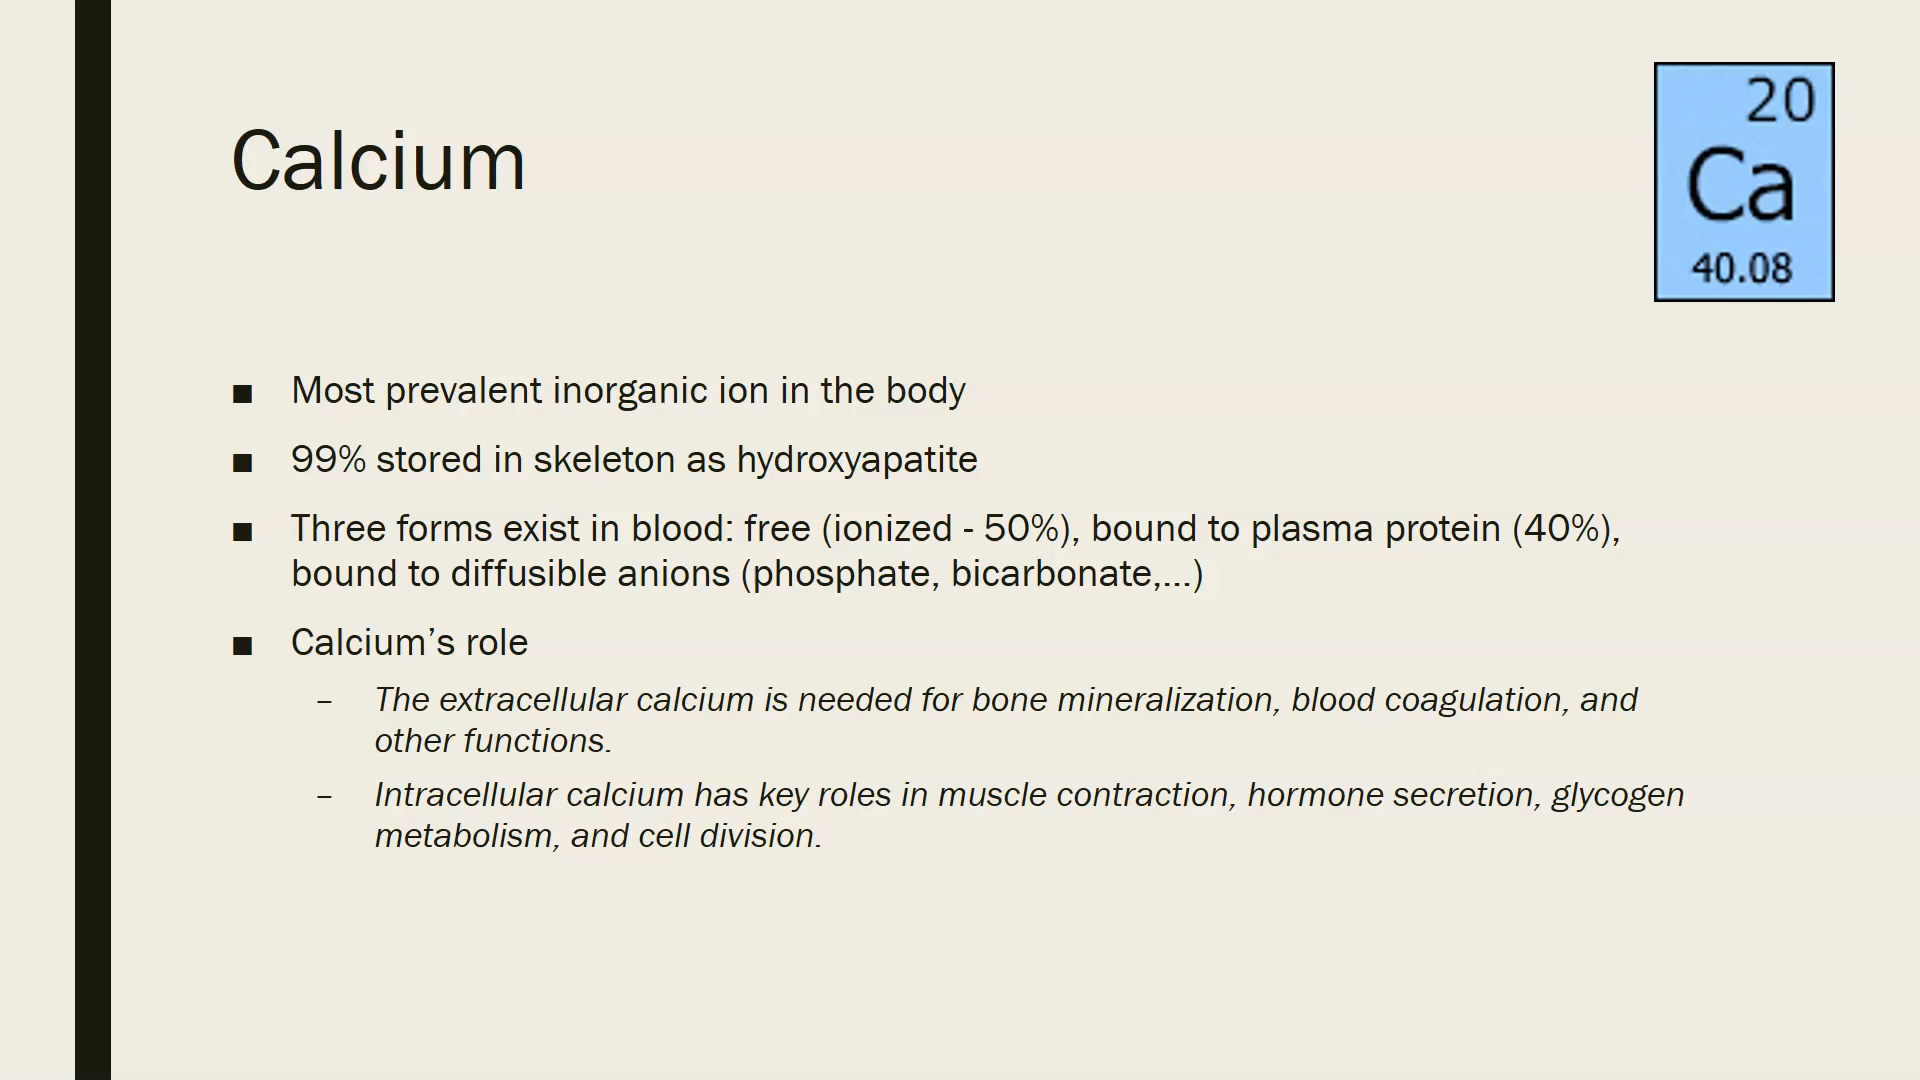 Calcium
20
Ca
40.08
■ Most prevalent inorganic ion in the body
■ 99% stored in skeleton as hydroxyapatite
■ Three forms exist in blood: free (ionized - 50%), bound to plasma protein (40%),
bound to diffusible anions (phosphate, bicarbonate,...)
■ Calcium’s role
– The extracellular calcium is needed for bone mineralization, blood coagulation, and
other functions.
– Intracellular calcium has key roles in muscle contraction, hormone secretion, glycogen
metabolism, and cell division.